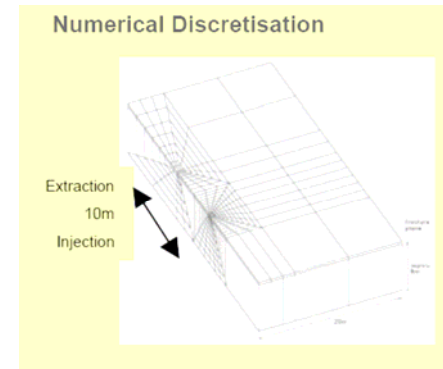 Numerical Discretisation
Extraction
10m
Injection
20m